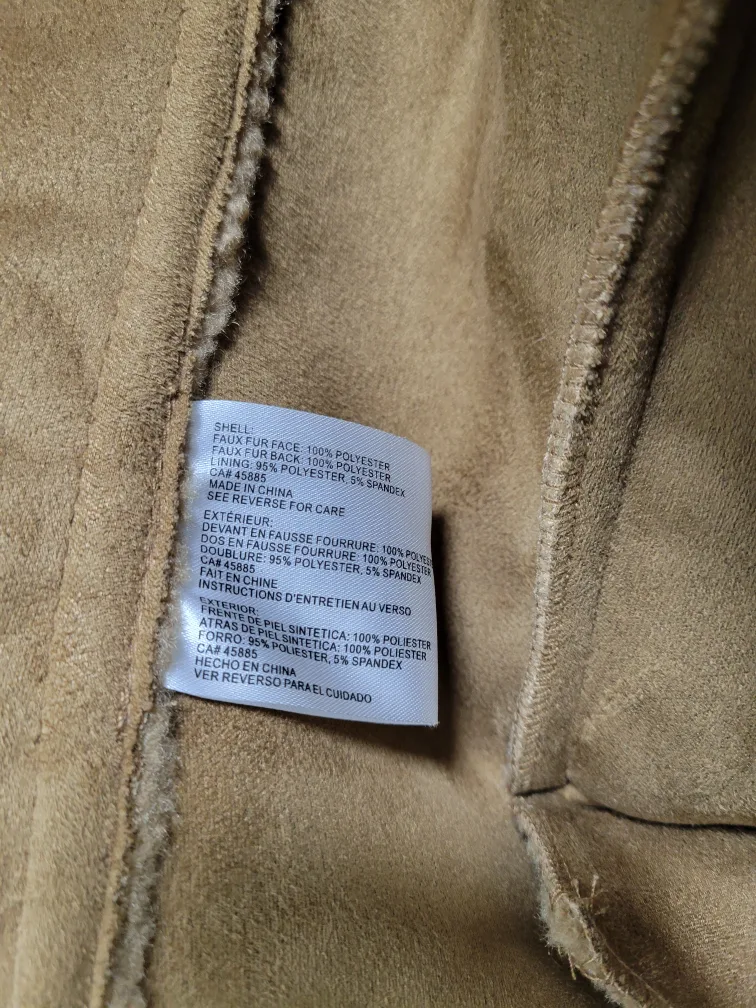 SHELL:
FAUX FUR FACE: 100% POLYESTER
FAUX FUR BACK: 100% POLYESTER
LINING: 95% POLYESTER, 5% SPANDEX
CA# 45885
MADE IN CHINA
SEE REVERSE FOR CARE
EXTÉRIEUR:
DEVANT EN FAUSSE FOURRURE: 100% POLYEST
DOS EN FAUSSE FOURRURE: 100% POLYESTER
DOUBLURE: 95% POLYESTER, 5% SPANDEX
CA# 45885
FAIT EN CHINE
INSTRUCTIONS D'ENTRETIEN AU VERSO
EXTERIOR:
FRENTE DE PIEL SINTETICA: 100% POLIESTER
ATRAS DE PIEL SINTETICA: 100% POLIESTER
FORRO: 95% POLIESTER, 5% SPANDEX
CA# 45885
HECHO EN CHINA
VER REVERSO PARA EL CUIDADO